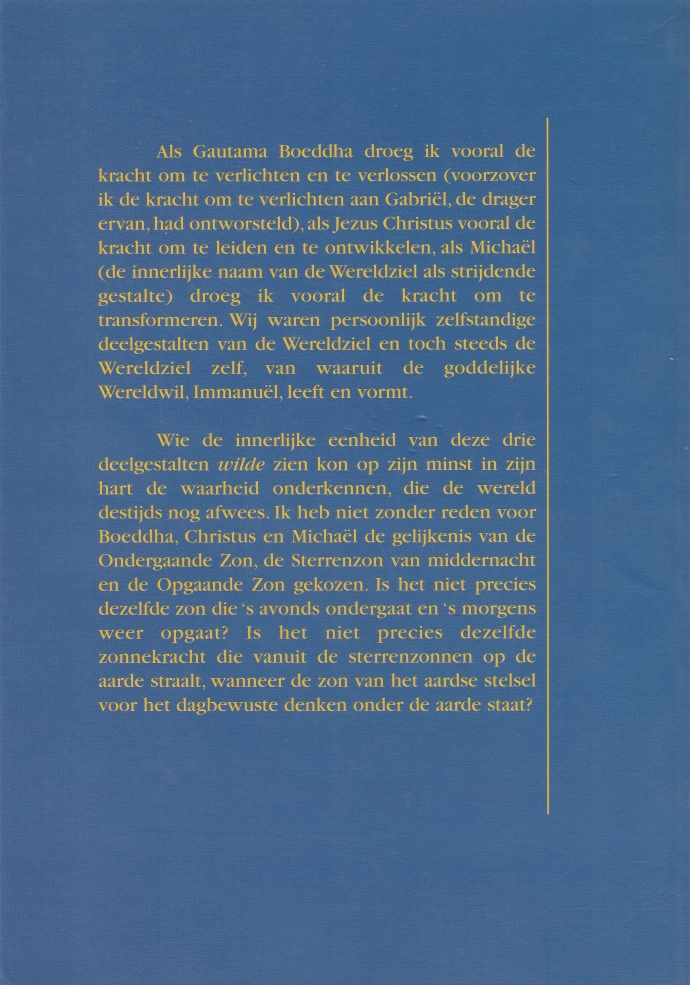 Als Gautama Boeddha droeg ik vooral de
kracht om te verlichten en te verlossen (voorzover
ik de kracht om te verlichten aan Gabriël, de drager
ervan, had ontworsteld), als Jezus Christus vooral de
kracht om te leiden en te ontwikkelen, als Michaël
(de innerlijke naam van de Wereldziel als strijdende
gestalte) droeg ik vooral de kracht om te
transformeren. Wij waren persoonlijk zelfstandige
deelgestalten van de Wereldziel en toch steeds de
Wereldziel zelf, van waaruit de goddelijke
Wereldwil, Immanuël, leeft en vormt.

Wie de innerlijke eenheid van deze drie
deelgestalten wilde zien kon op zijn minst in zijn
hart de waarheid onderkennen, die de wereld
destijds nog afwees. Ik heb niet zonder reden voor
Boeddha, Christus en Michaël de gelijkenis van de
Ondergaande Zon, de Sterrenzon van middernacht
en de Opgaande Zon gekozen. Is het niet precies
dezelfde zon die ‘s avonds ondergaat en ‘s morgens
weer opgaat? Is het niet precies dezelfde
zonnekracht die vanuit de sterrenzonnen op de
aarde straalt, wanneer de zon van het aardse stelsel
voor het dagbewuste denken onder de aarde staat?